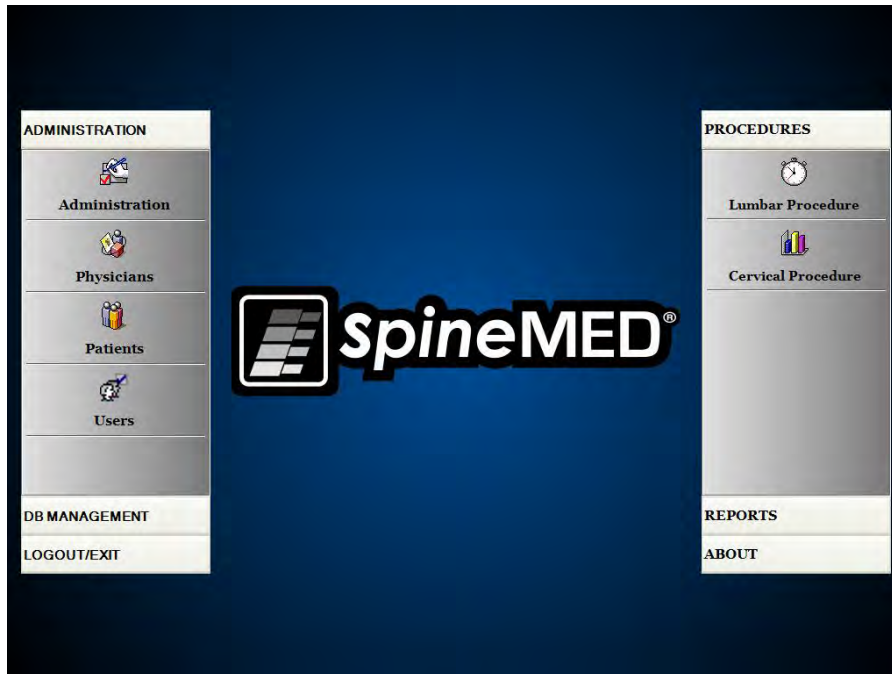 ADMINISTRATION
Administration
Physicians
Patients
Users
DB MANAGEMENT
LOGOUT/EXIT
SpineMED®
PROCEDURES
Lumbar Procedure
Cervical Procedure
REPORTS
ABOUT